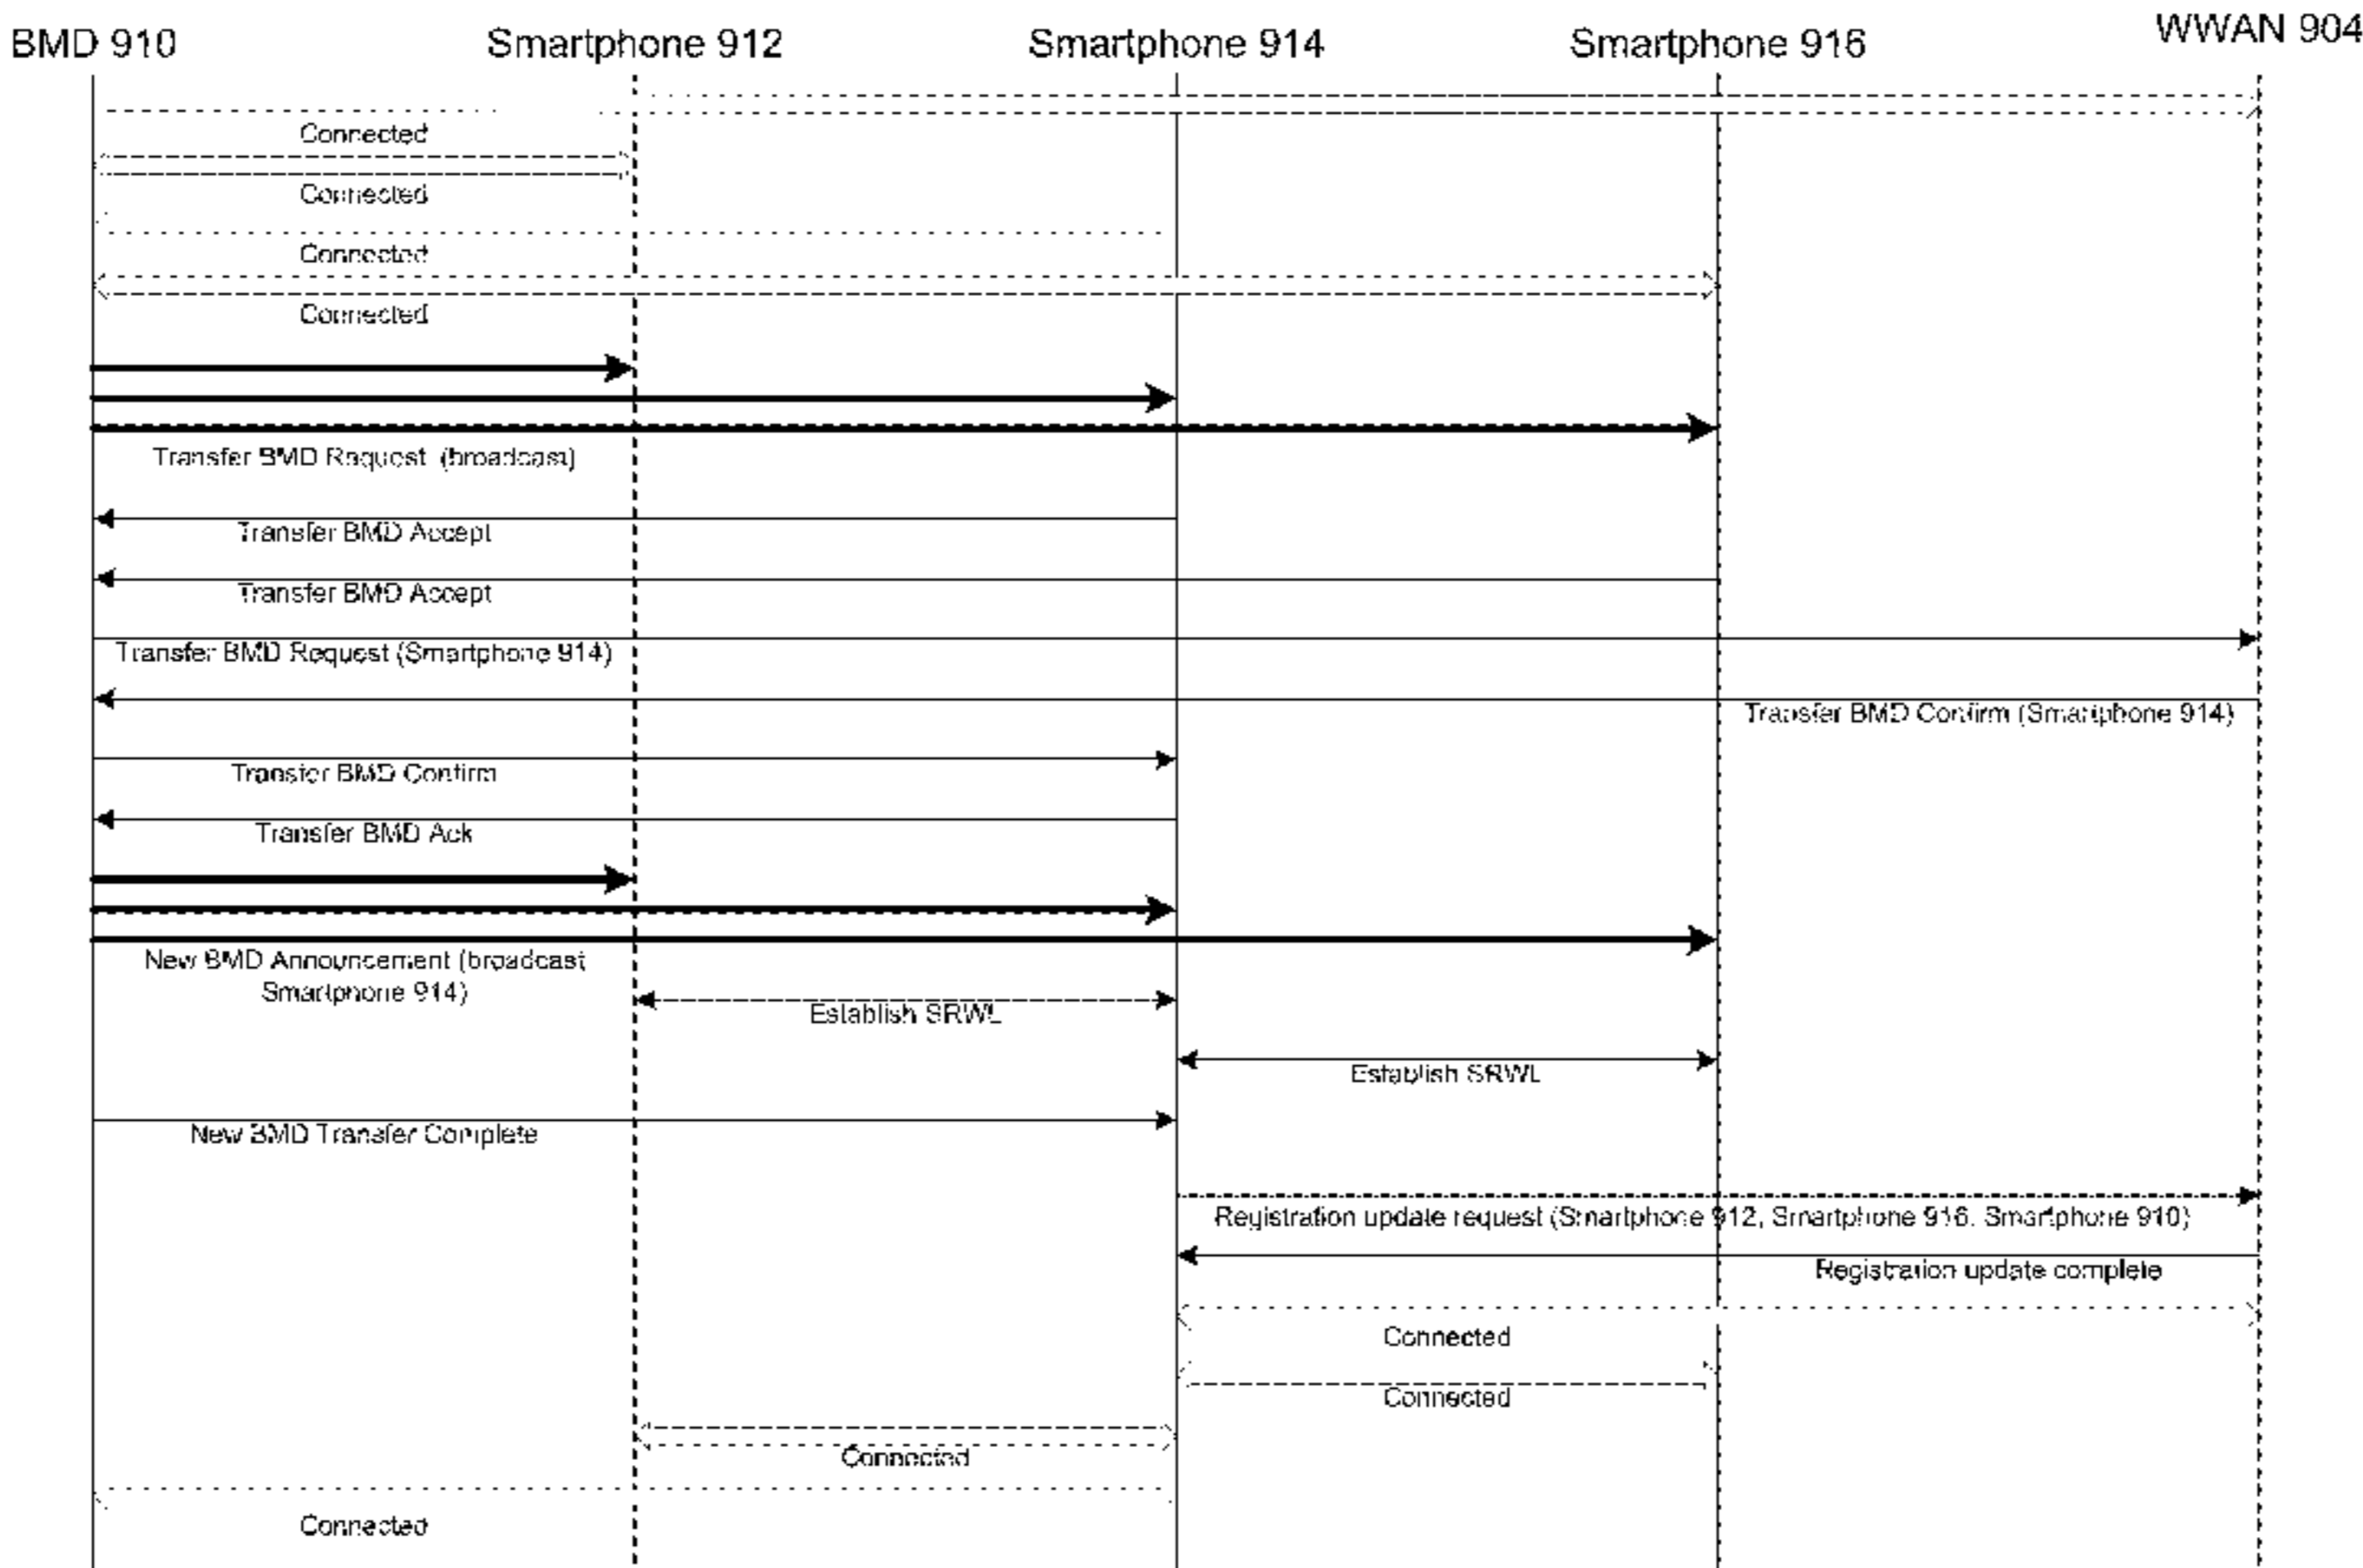 BMD 910
Smartphone 912
Smartphone 914
Smartphone 916
WWAN 904
Connected
Connected
Connected
Connected
Transfer BMD Request (broadcast)
Transfer BMD Accept
Transfer BMD Accept
Transfer BMD Request (Smartphone 914)
Transfer BMD Confirm (Smartphone 914)
Transfer BMD Confirm
Transfer BMD Ack
New BMD Announcement (broadcast
Smartphone 914)
Establish SRWL
Establish SRWL
New BMD Transfer Complete
Registration update request (Smartphone 912, Smartphone 916, Smartphone 910)
Registration update complete
Connected
Connected
Connected
Connected